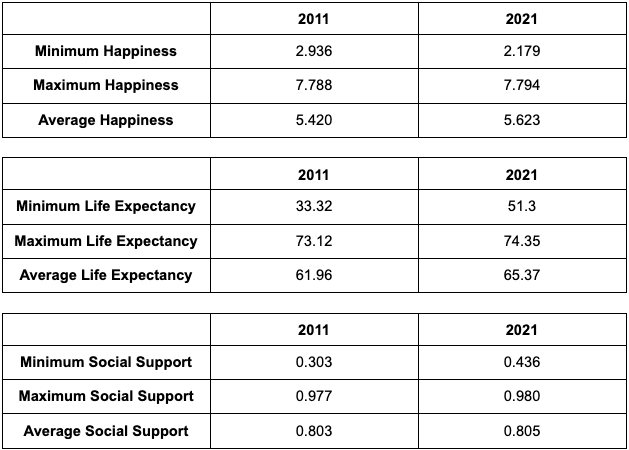 2011 2021
Minimum Happiness 2.936 2.179
Maximum Happiness 7.788 7.794
Average Happiness 5.420 5.623
2011 2021
Minimum Life Expectancy 33.32 51.3
Maximum Life Expectancy 73.12 74.35
Average Life Expectancy 61.96 65.37
2011 2021
Minimum Social Support 0.303 0.436
Maximum Social Support 0.977 0.980
Average Social Support 0.803 0.805